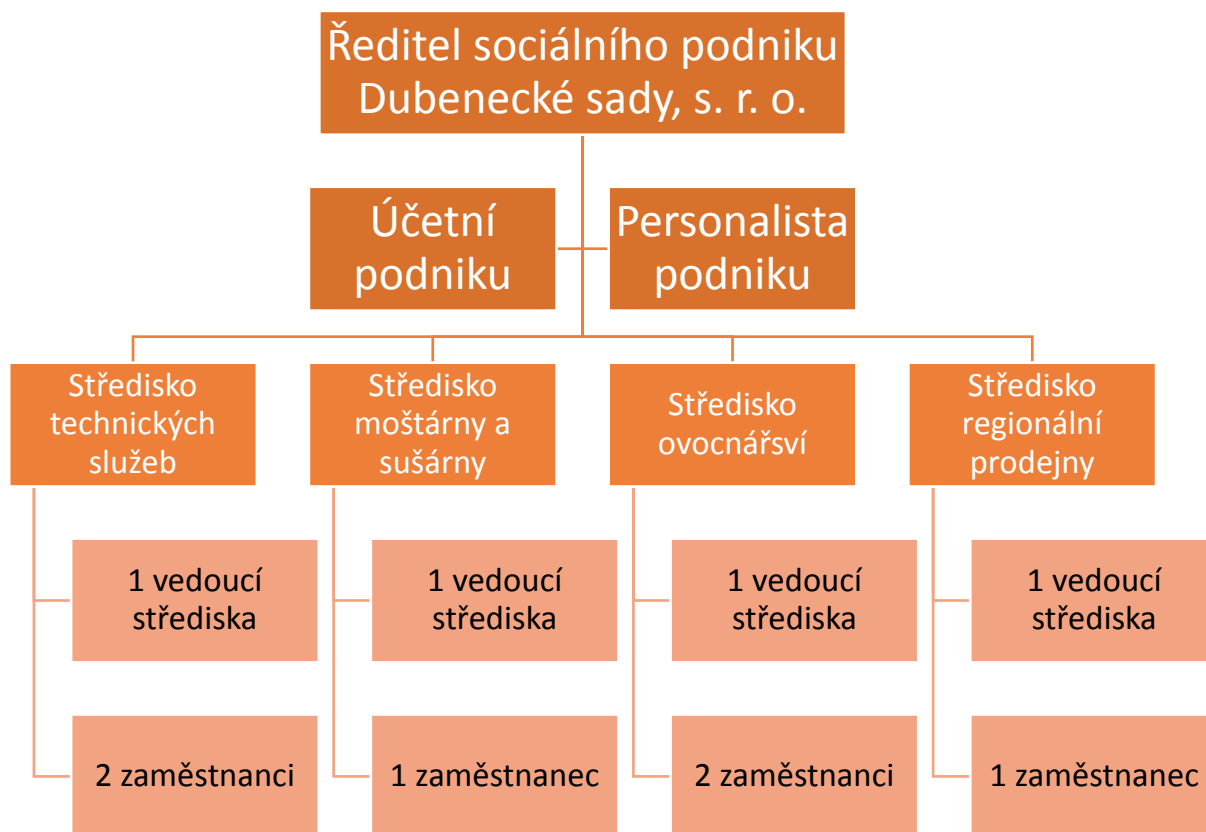 Ředitel sociálního podniku
Dubenecké sady, s. r. o.
Účetní
podniku
Personalista
podniku
Středisko
technických
služeb
Středisko
moštárny a
sušárny
Středisko
ovocnářsví
Středisko
regionální
prodejny
1 vedoucí
střediska
1 vedoucí
střediska
1 vedoucí
střediska
1 vedoucí
střediska
2 zaměstnanci
1 zaměstnanec
2 zaměstnanci
1 zaměstnanec